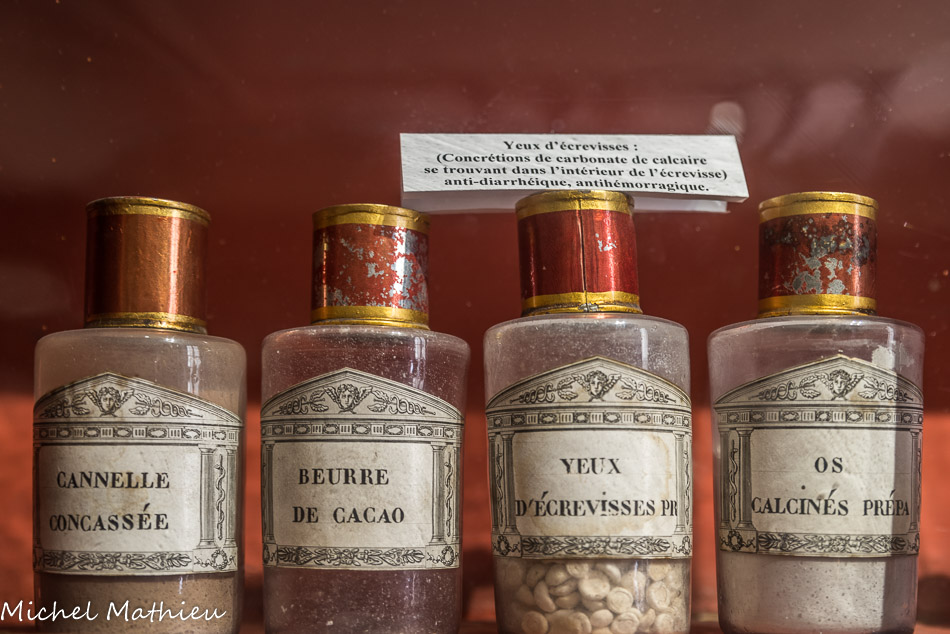 Yeux d'écrevisses :
(Concrétions de carbonate de calcaire
se trouvant dans l'intérieur de l'écrevisse)
anti-diarrhéique, antihémorragique.
CANNELLE
CONCASSÉE
BEURRE
DE CACAO
YEUX
D'ÉCREVISSES PR
OS
CALCINÉS PRÉPA
Michel Mathieu